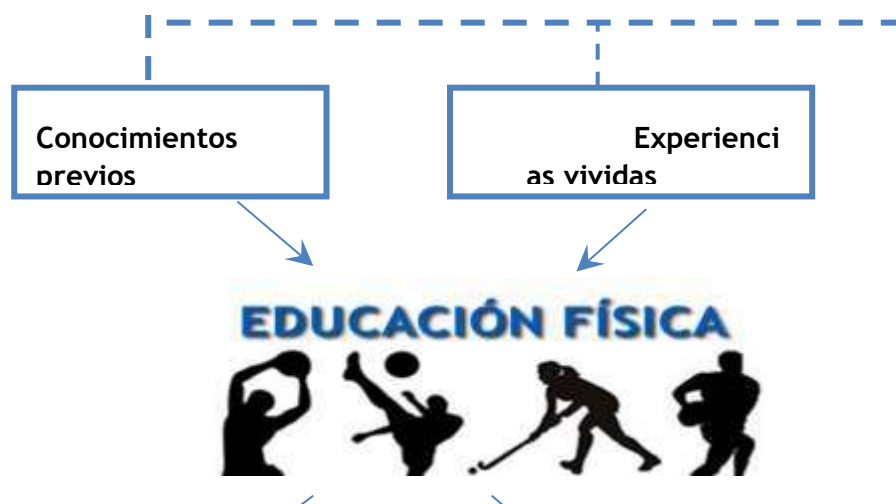 Conocimientos
previos
Experienci
as vividas
EDUCACIÓN FÍSICA